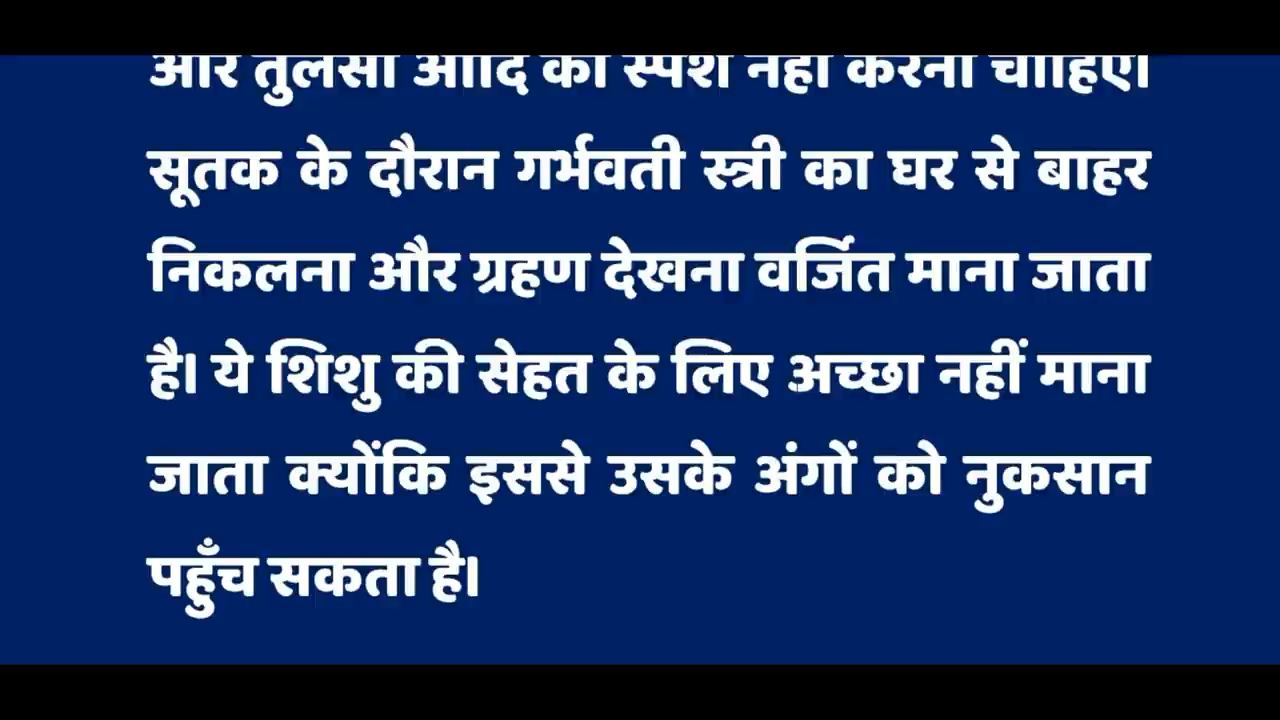 और तुलसी आदि का स्पर्श नहीं करना चाहिए।
सूतक के दौरान गर्भवती स्त्री का घर से बाहर
निकलना और ग्रहण देखना वर्जित माना जाता
है। ये शिशु की सेहत के लिए अच्छा नहीं माना
जाता क्योंकि इससे उसके अंगों को नुकसान
पहुँच सकता है।